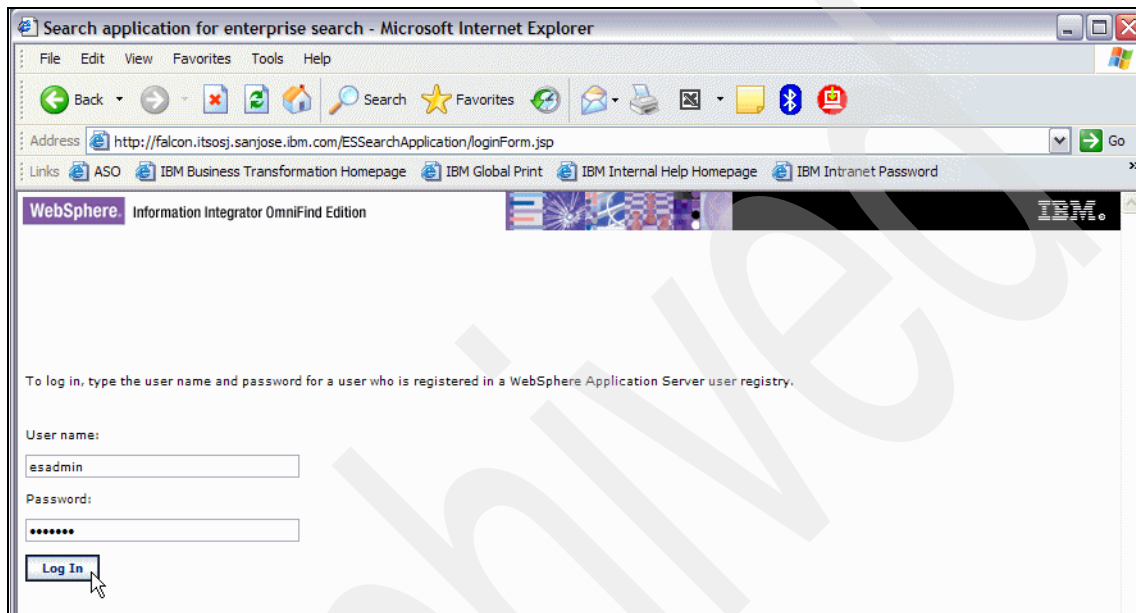 Search application for enterprise search - Microsoft Internet Explorer
File Edit View Favorites Tools Help
Back Search Favorites
Address http://falcon.itsosj.sanjose.ibm.com/ESSearchApplication/loginForm.jsp Go
Links ASO IBM Business Transformation Homepage IBM Global Print IBM Internal Help Homepage IBM Intranet Password »
WebSphere. Information Integrator OmniFind Edition IBM.
To log in, type the user name and password for a user who is registered in a WebSphere Application Server user registry.
User name:
esadmin
Password:
•••••••
Log In